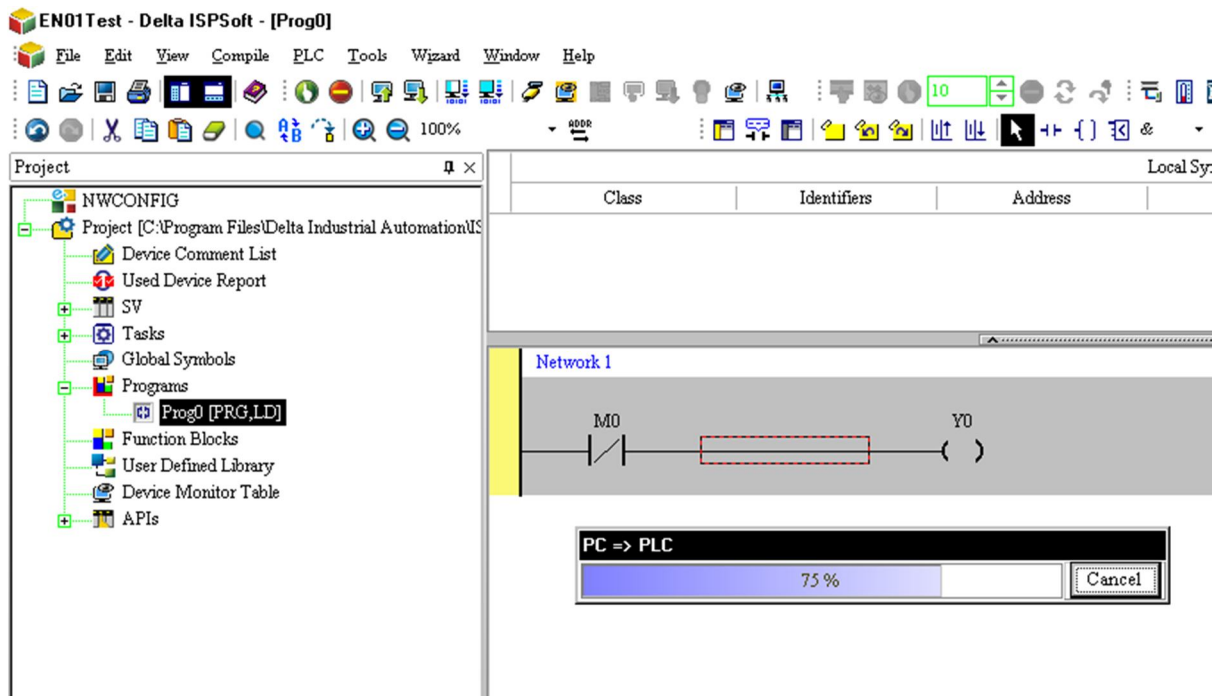 EN01Test - Delta ISPSoft - [Prog0]
File Edit View Compile PLC Tools Wizard Window Help
10
100% ADDR &
Project
NWCONFIG
Project [C:\Program Files\Delta Industrial Automation\IS
Device Comment List
Used Device Report
SV
Tasks
Global Symbols
Programs
Prog0 [PRG,LD]
Function Blocks
User Defined Library
Device Monitor Table
APIs
Local Sy
Class Identifiers Address
Network 1
M0 Y0
PC => PLC
75 % Cancel